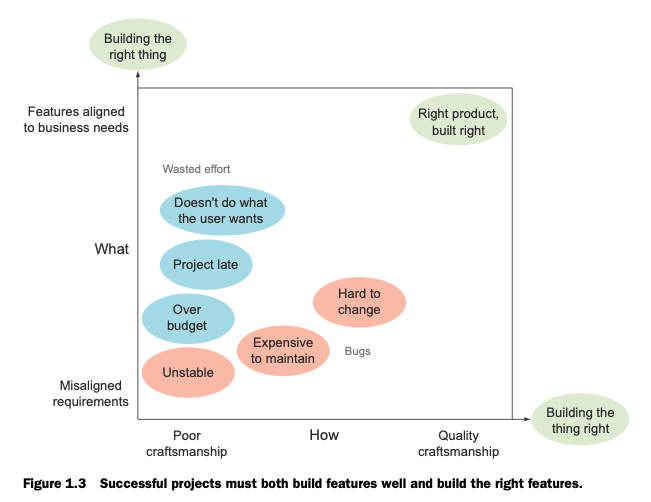 Building the
right thing
Features aligned
to business needs
Right product,
built right
Wasted effort
Doesn't do what
the user wants
What
Project late
Hard to
change
Over
budget
Expensive
to maintain
Bugs
Unstable
Misaligned
requirements
Building the
thing right
Poor
craftsmanship
How
Quality
craftsmanship
Figure 1.3 Successful projects must both build features well and build the right features.